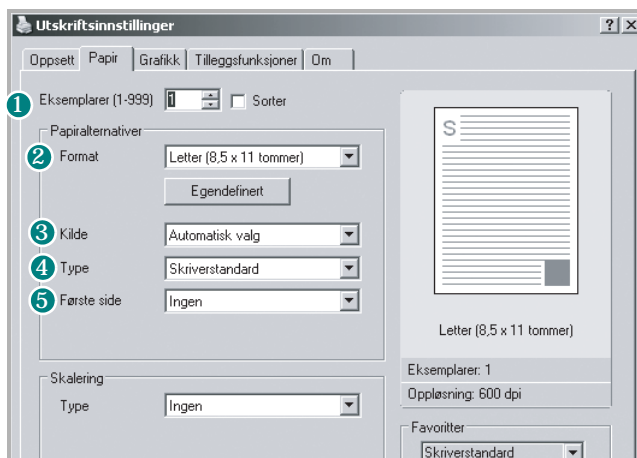 Utskriftsinnstillinger
Oppsett Papir Grafikk Tilleggsfunksjoner Om
1 Eksemplarer (1-999) 1 Sorter
Papiralternativer
2 Format Letter (8,5 x 11 tommer)
Egendefinert
3 Kilde Automatisk valg
4 Type Skriverstandard
5 Første side Ingen
Skalering
Type Ingen
S
Letter (8,5 x 11 tommer)
Eksemplarer: 1
Oppløsning: 600 dpi
Favoritter
Skriverstandard